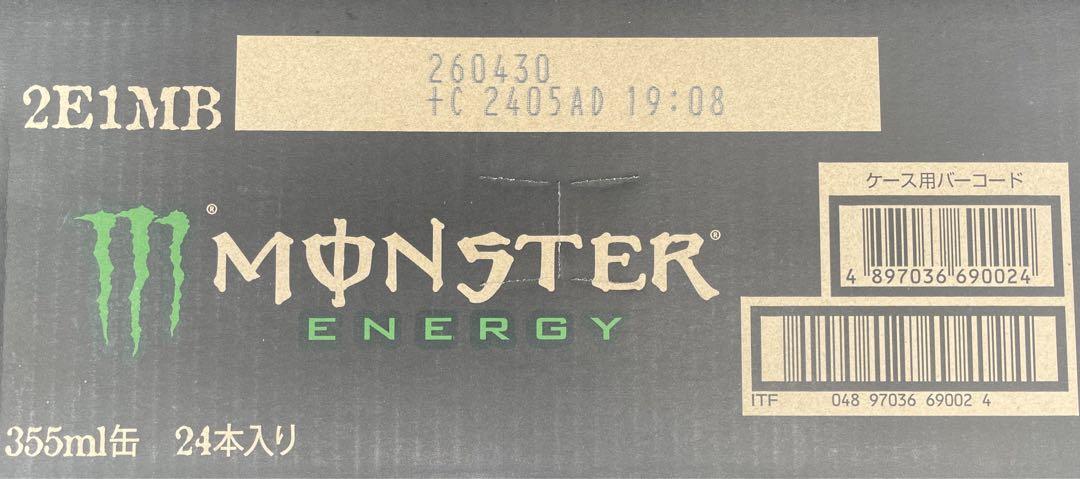 260430
+C 2405AD 19:08
2E1MB
ケース用バーコード
4 897036 690024
MONSTER
ENERGY
ITF 048 97036 69002 4
355ml缶 24本入り